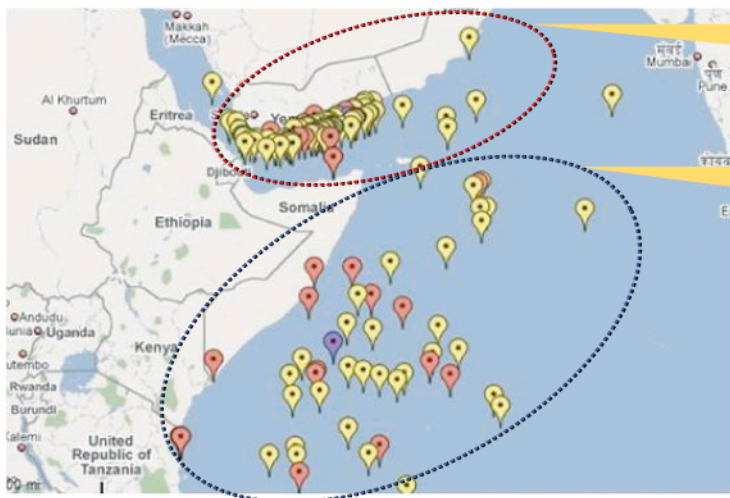 Makkah
(Mecca)
मुंबई
Mumbai
पुणे
Pune
Al Khurtum
Eritrea
Sudan
Djibouti
Ethiopia
Somalia
Andudu
Uganda
Kenya
Rwanda
Burundi
Kalemi
United
Republic of
Tanzania